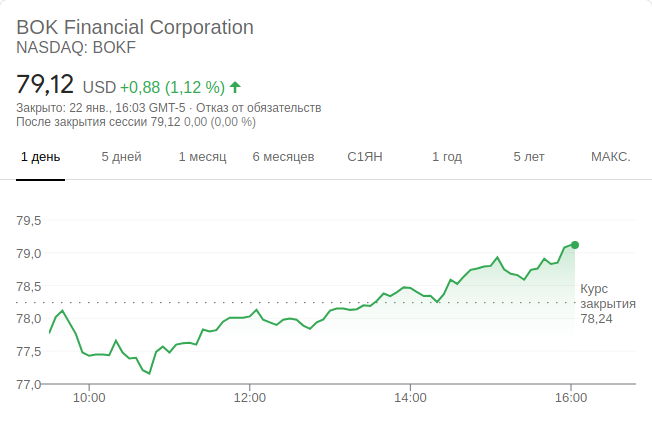 BOK Financial Corporation
NASDAQ: BOKF
79,12 USD +0,88 (1,12 %)
Закрыто: 22 янв., 16:03 GMT-5 · Отказ от обязательств
После закрытия сессии 79,12 0,00 (0,00 %)
1 день 5 дней 1 месяц 6 месяцев С1ЯН 1 год 5 лет МАКС.
79,5
79,0
78,5
Курс
закрытия
78,24
78,0
77,5
77,0
10:00 12:00 14:00 16:00